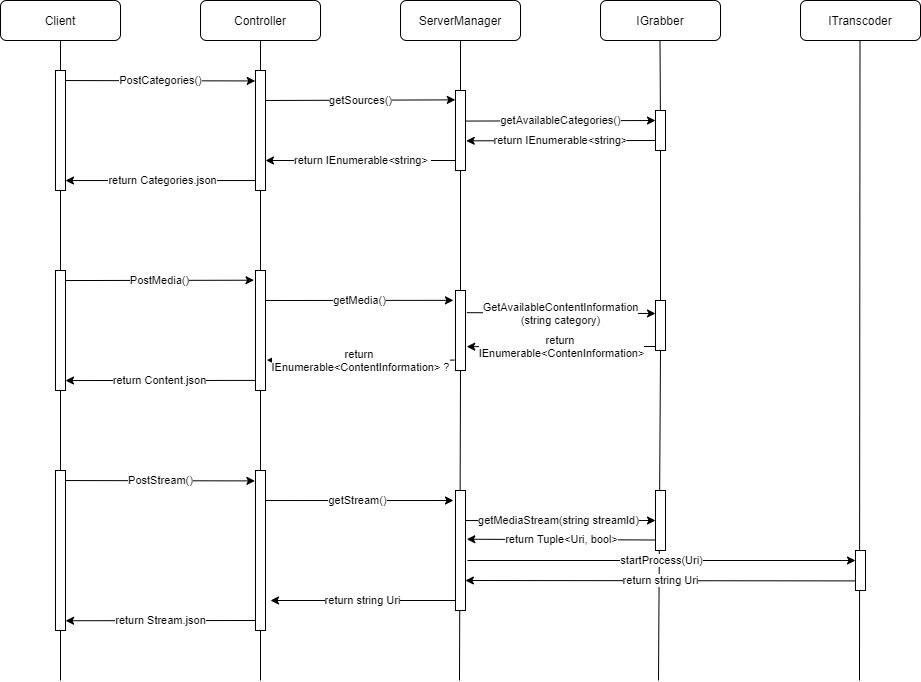 Client
Controller
ServerManager
IGrabber
ITranscoder
PostCategories()
getSources()
getAvailableCategories()
return IEnumerable<string>
return IEnumerable<string>
return Categories.json
PostMedia()
getMedia()
GetAvailableContentInformation
(string category)
return
IEnumerable<ContenInformation>
return
IEnumerable<ContentInformation> ?
return Content.json
PostStream()
getStream()
getMediaStream(string streamId)
return Tuple<Uri, bool>
startProcess(Uri)
return string Uri
return string Uri
return Stream.json